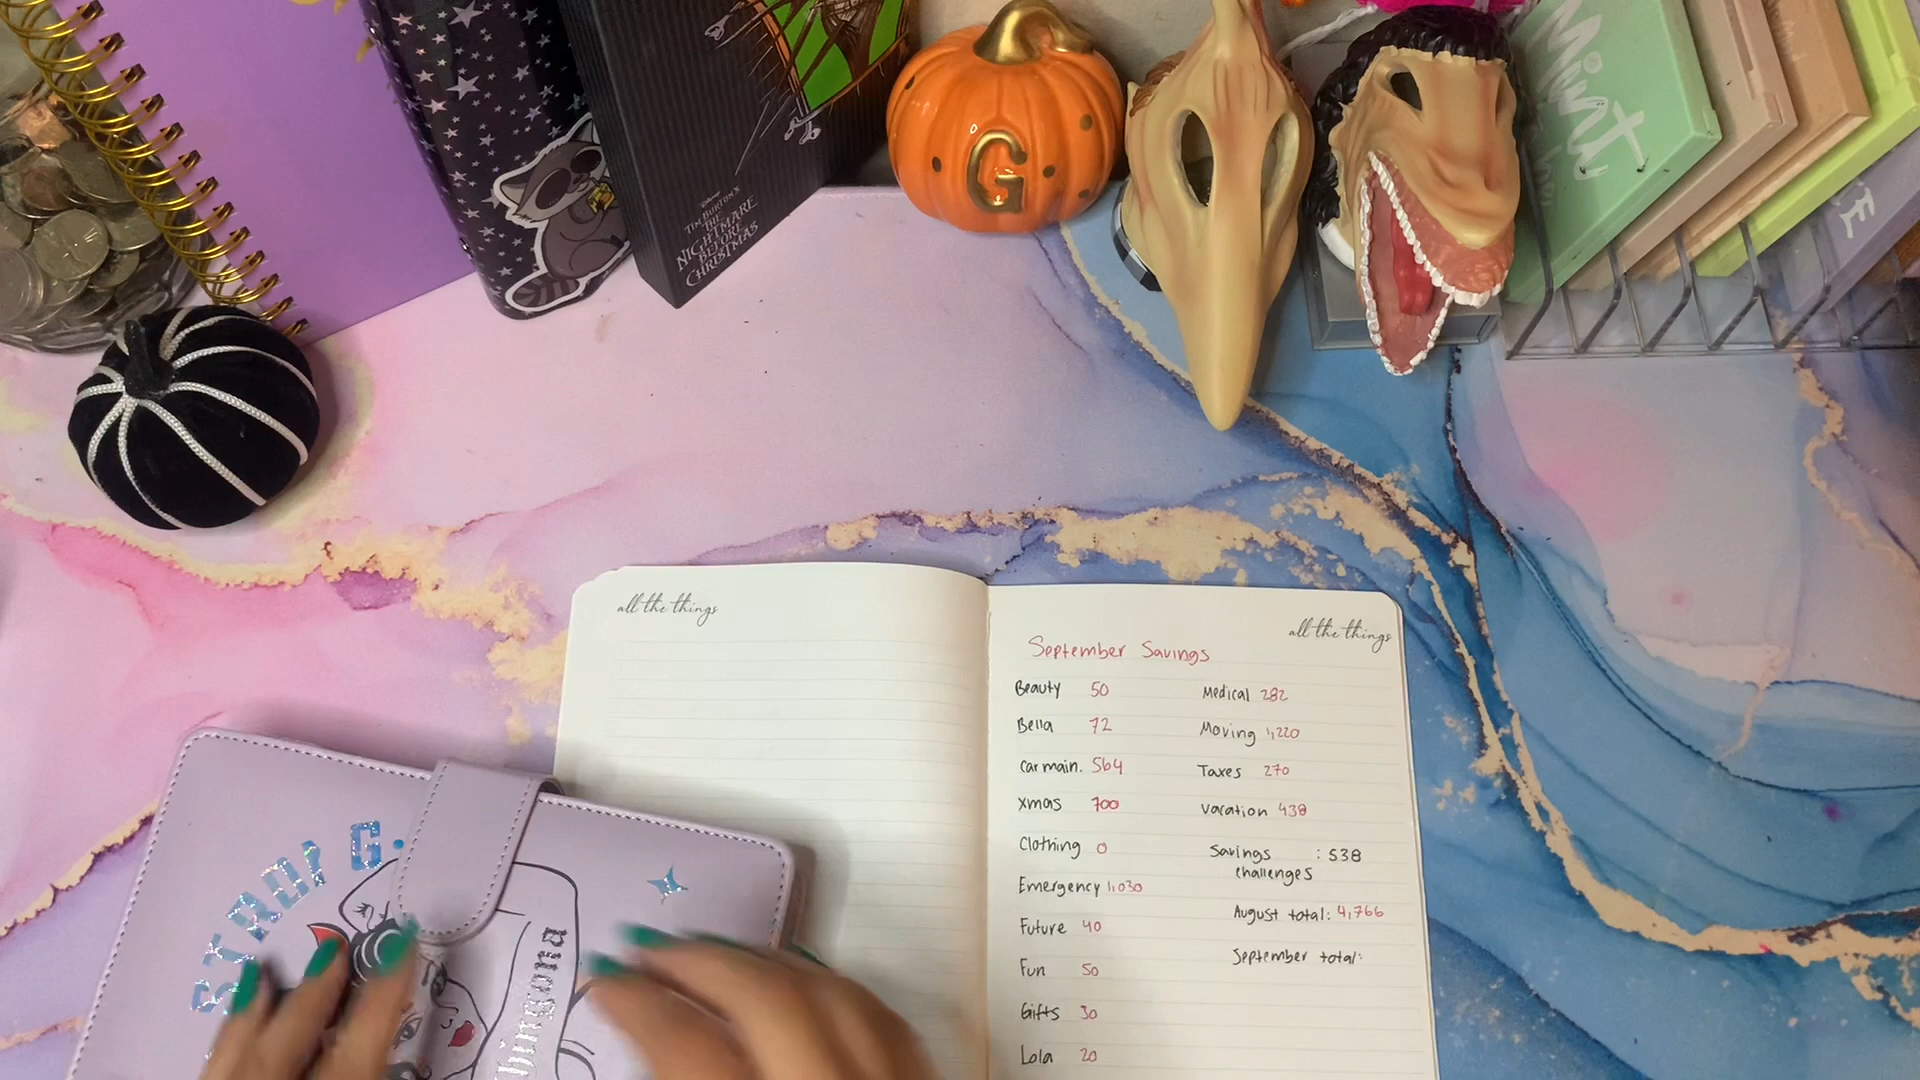 TIM BURTON'S
THE
NIGHTMARE
BEFORE
CHRISTMAS
G
Mint
all the things
all the things
September Savings
Beauty 50
Bella 72
Car main. 564
Xmas 700
Clothing 0
Emergency 1,030
Future 40
Fun 50
Gifts 30
Lola 20
Medical 282
Moving 1,220
Taxes 270
Vacation 438
Savings : 538
challenges
August total: 4,766
September total:
G.